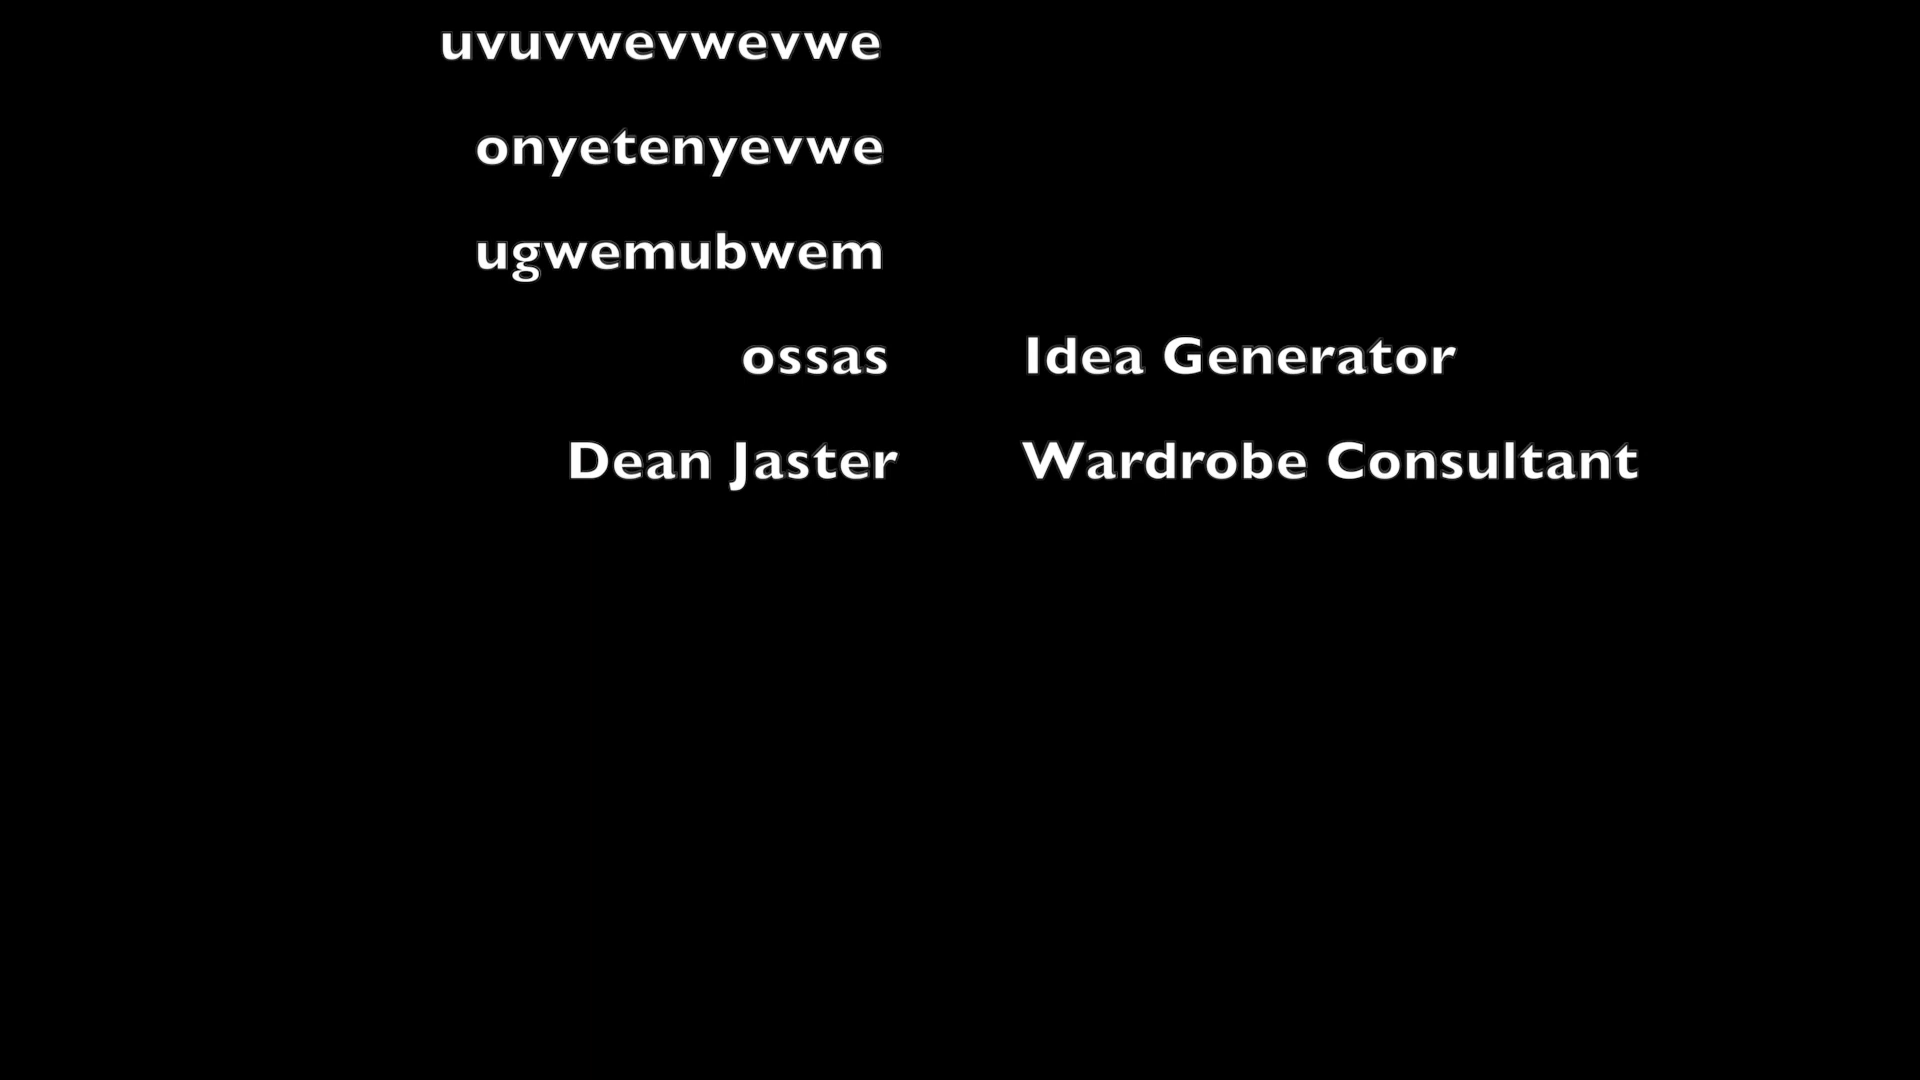 uvuvwevwevwe
onyetenyevwe
ugwemubwem
ossas Idea Generator
Dean Jaster Wardrobe Consultant